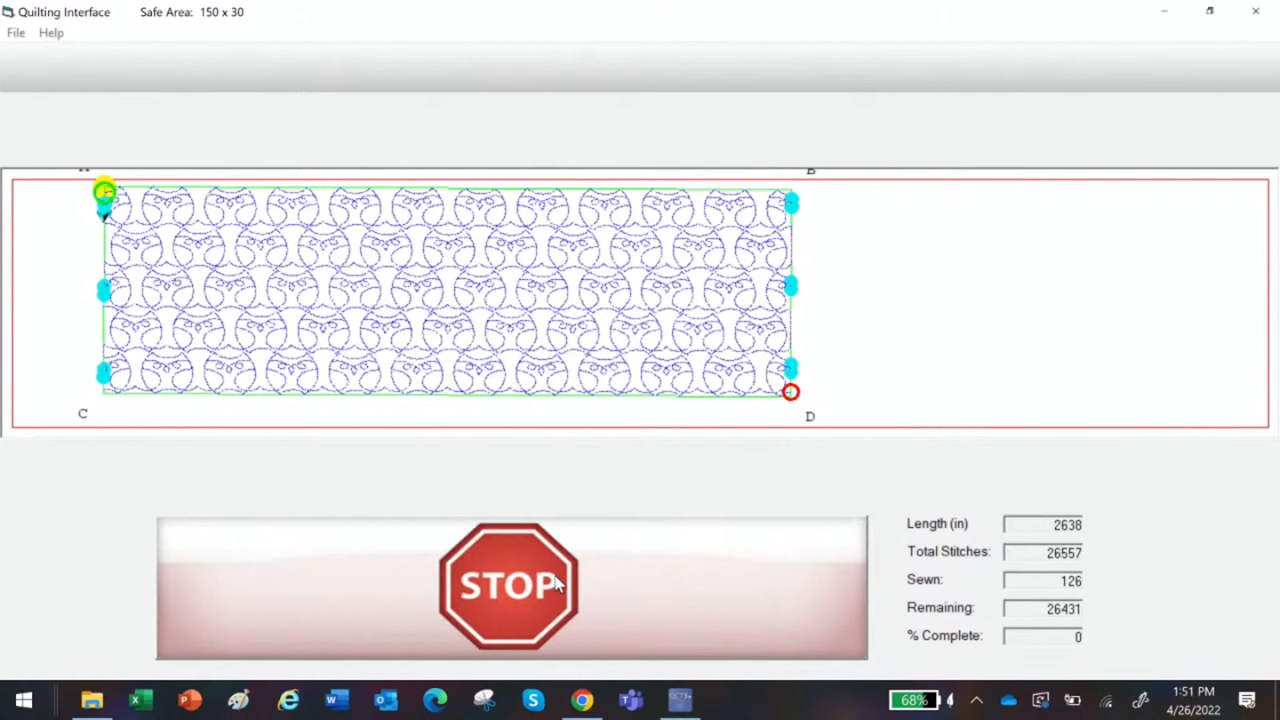 Quilting Interface Safe Area: 150 x 30
File Help
B
C
D
STOP
Length (in) 2638
Total Stitches: 26557
Sewn: 126
Remaining: 26431
% Complete: 0
68%
1:51 PM
4/26/2022